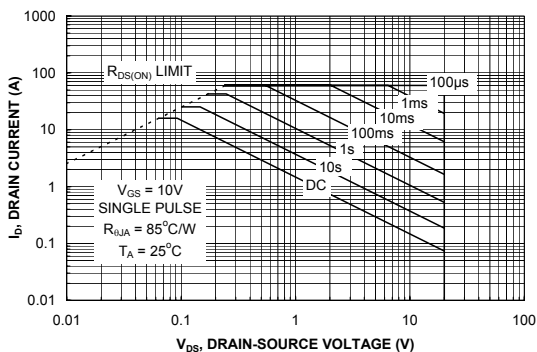 1000
100
10
1
0.1
0.01
I_D, DRAIN CURRENT (A)
R_DS(ON) LIMIT
100µs
1ms
10ms
100ms
1s
10s
DC
V_GS = 10V
SINGLE PULSE
R_θJA = 85°C/W
T_A = 25°C
0.01 0.1 1 10 100
V_DS, DRAIN-SOURCE VOLTAGE (V)